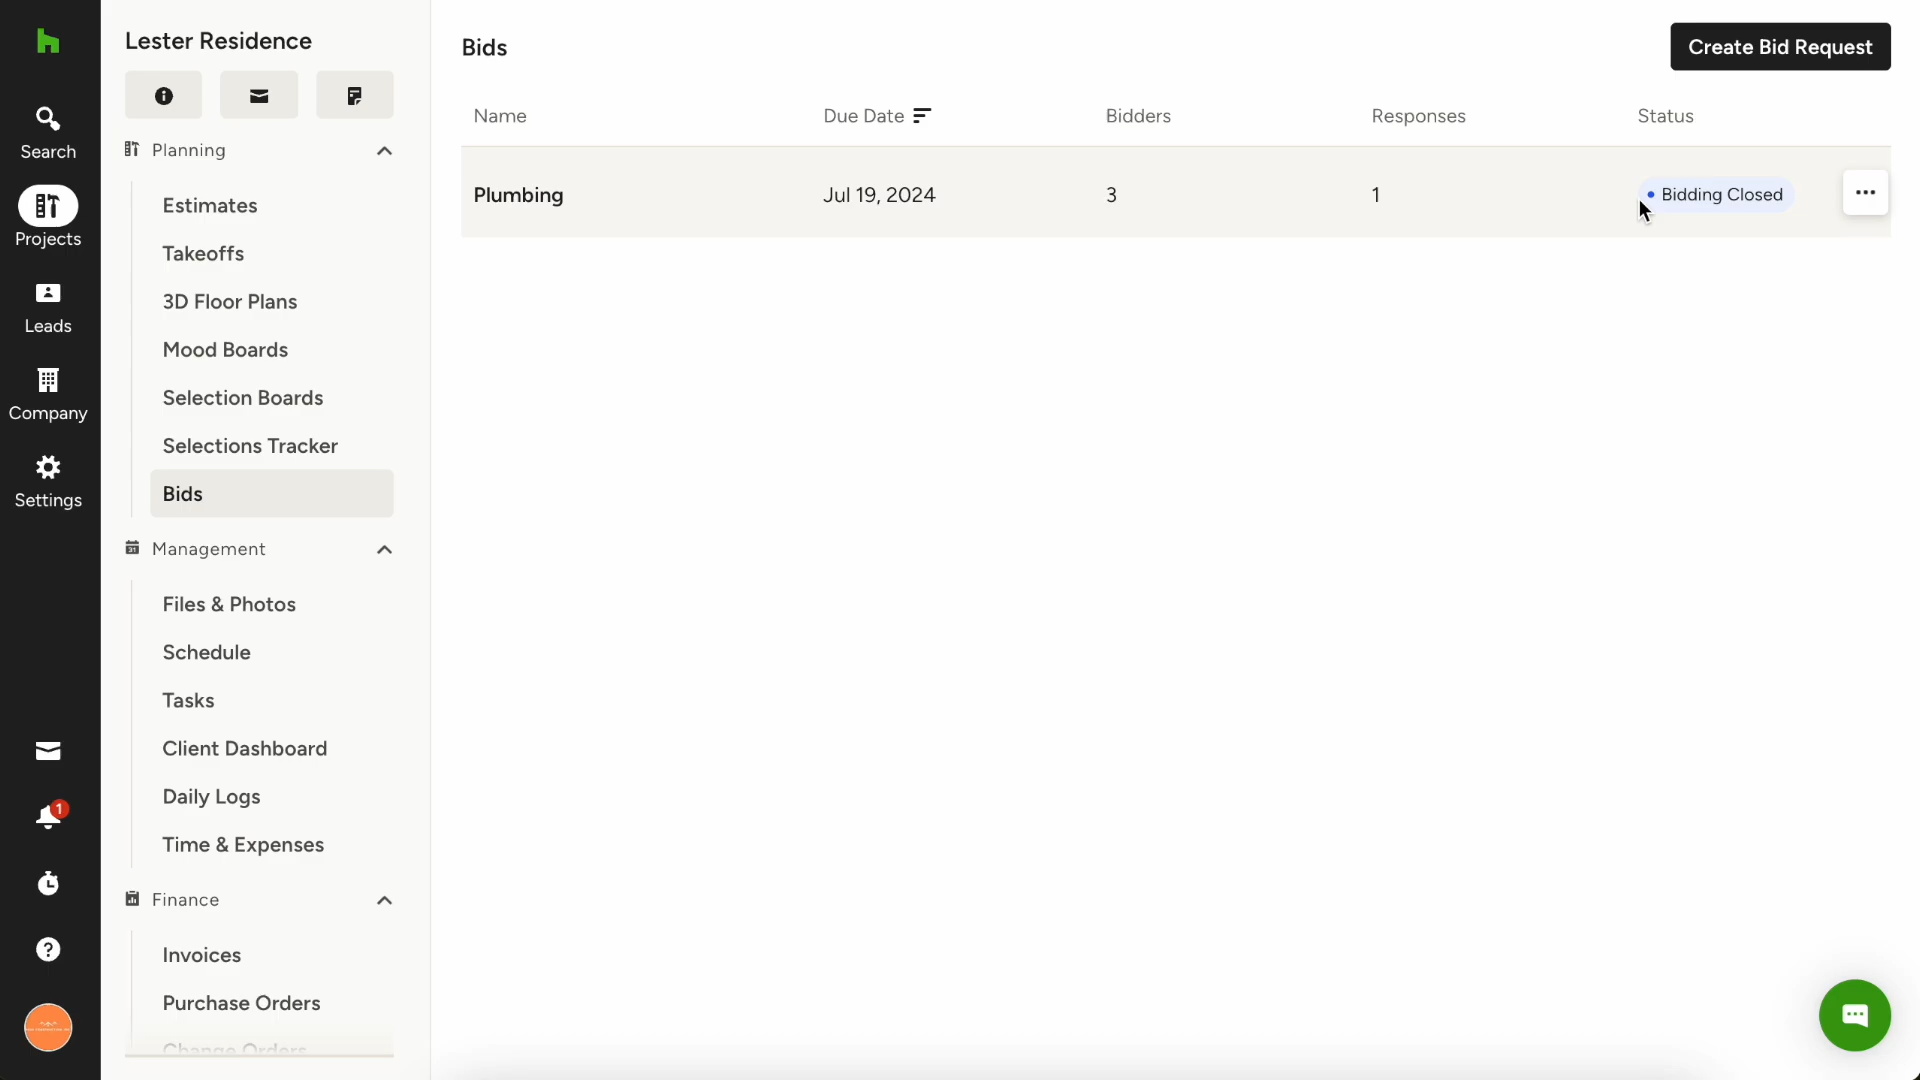 Lester Residence
Bids
Create Bid Request
Search
Projects
Leads
Company
Settings
1
Planning
Estimates
Takeoffs
3D Floor Plans
Mood Boards
Selection Boards
Selections Tracker
Bids
Management
Files & Photos
Schedule
Tasks
Client Dashboard
Daily Logs
Time & Expenses
Finance
Invoices
Purchase Orders
Change Orders
Name Due Date Bidders Responses Status
Plumbing Jul 19, 2024 3 1 Bidding Closed